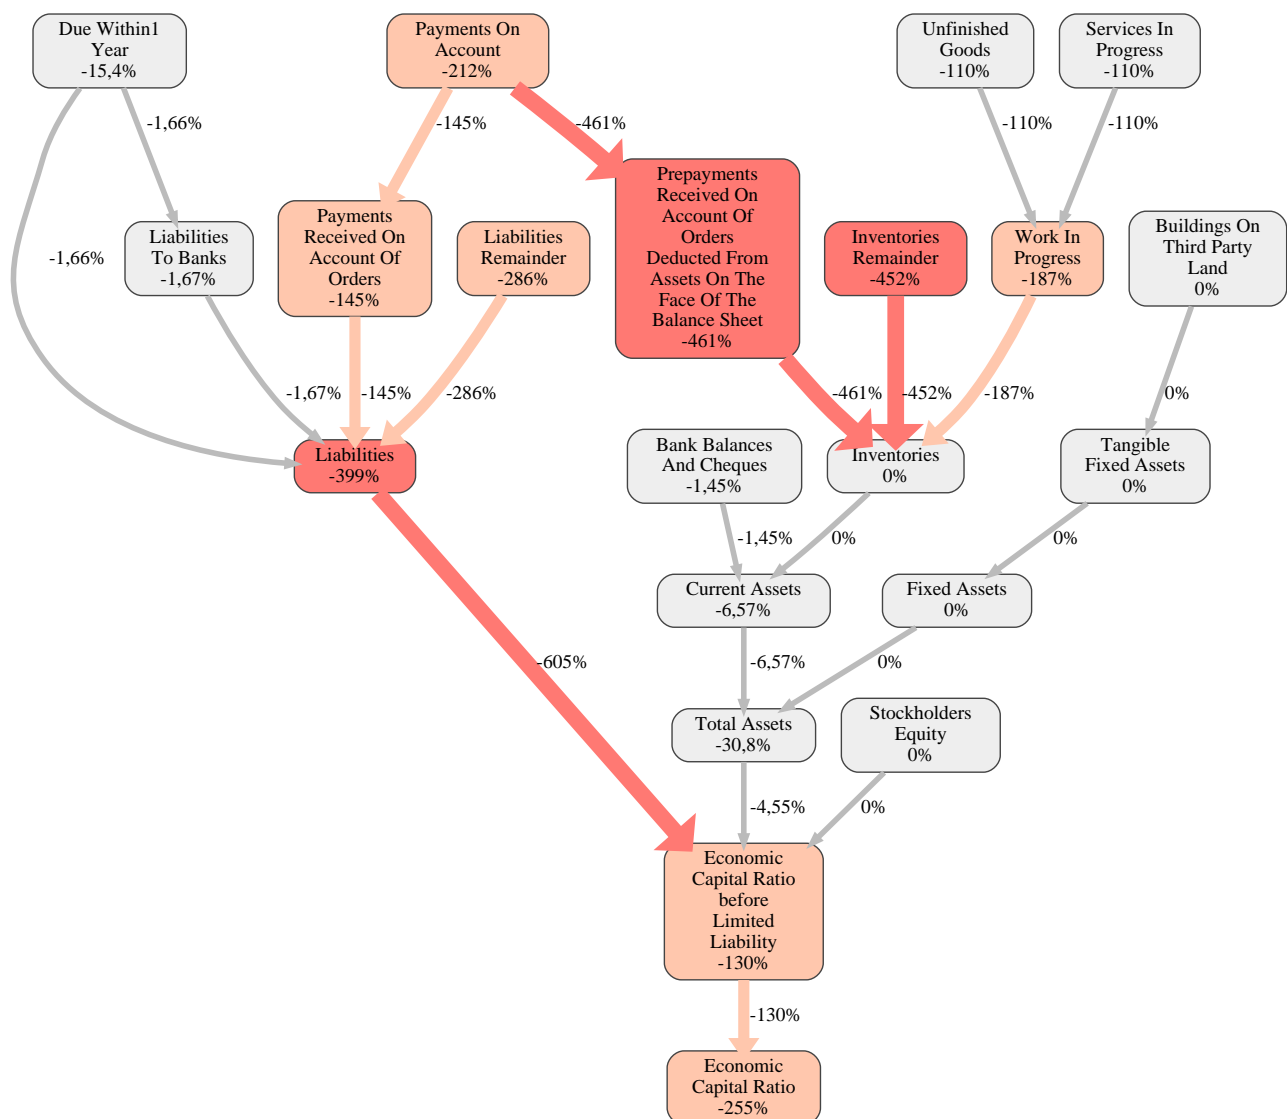 Due Within1
Year
-15,4%
Payments On
Account
-212%
Unfinished
Goods
-110%
Services In
Progress
-110%
-1,66%
-145%
-461%
-110%
-110%
Prepayments
Received On
Account Of
Orders
Deducted From
Assets On The
Face Of The
Balance Sheet
-461%
Payments
Received On
Account Of
Orders
-145%
Liabilities
Remainder
-286%
Liabilities
To Banks
-1,67%
Inventories
Remainder
-452%
Work In
Progress
-187%
Buildings On
Third Party
Land
0%
-1,66%
-1,67%
-145%
-286%
-461%
-452%
-187%
0%
Liabilities
-399%
Bank Balances
And Cheques
-1,45%
Inventories
0%
Tangible
Fixed Assets
0%
-1,45%
0%
0%
Current Assets
-6,57%
Fixed Assets
0%
-605%
-6,57%
0%
Total Assets
-30,8%
Stockholders
Equity
0%
-4,55%
0%
Economic
Capital Ratio
before
Limited
Liability
-130%
-130%
Economic
Capital Ratio
-255%